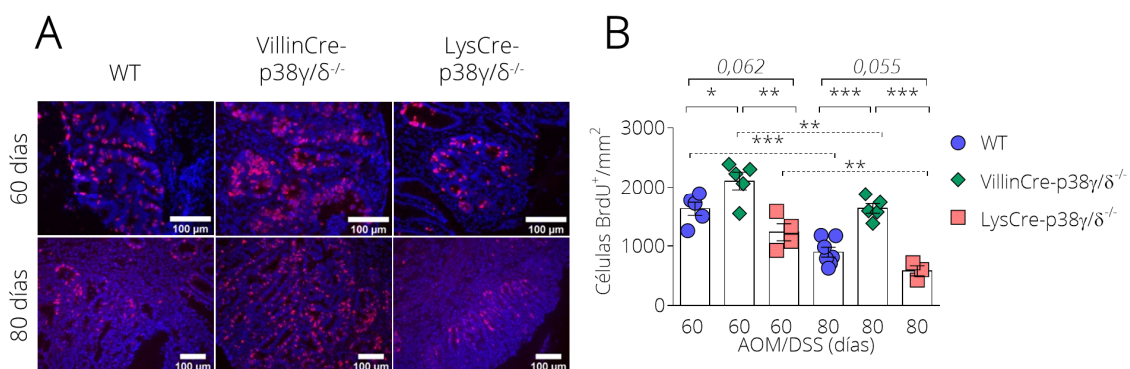 A
WT
VillinCre-
p38γ/δ-/-
LysCre-
p38γ/δ-/-
60 días
100 μm
100 μm
100 μm
80 días
100 μm
100 μm
100 μm
B
0,062
0,055
*
**
***
***
**
***
**
Células BrdU+/mm2
3000
2000
1000
0
60
60
60
80
80
80
AOM/DSS (días)
WT
VillinCre-p38γ/δ-/-
LysCre-p38γ/δ-/-